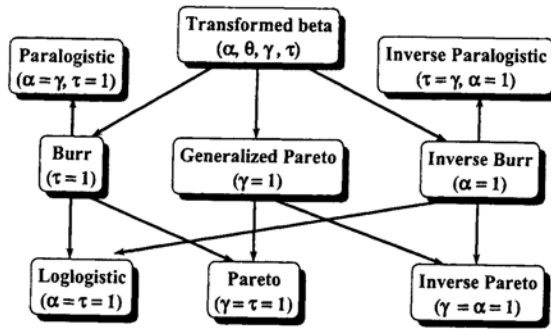 Transformed beta
(α, θ, γ, τ)
Paralogistic
(α = γ, τ = 1)
Inverse Paralogistic
(τ = γ, α = 1)
Burr
(τ = 1)
Generalized Pareto
(γ = 1)
Inverse Burr
(α = 1)
Loglogistic
(α = τ = 1)
Pareto
(γ = τ = 1)
Inverse Pareto
(γ = α = 1)